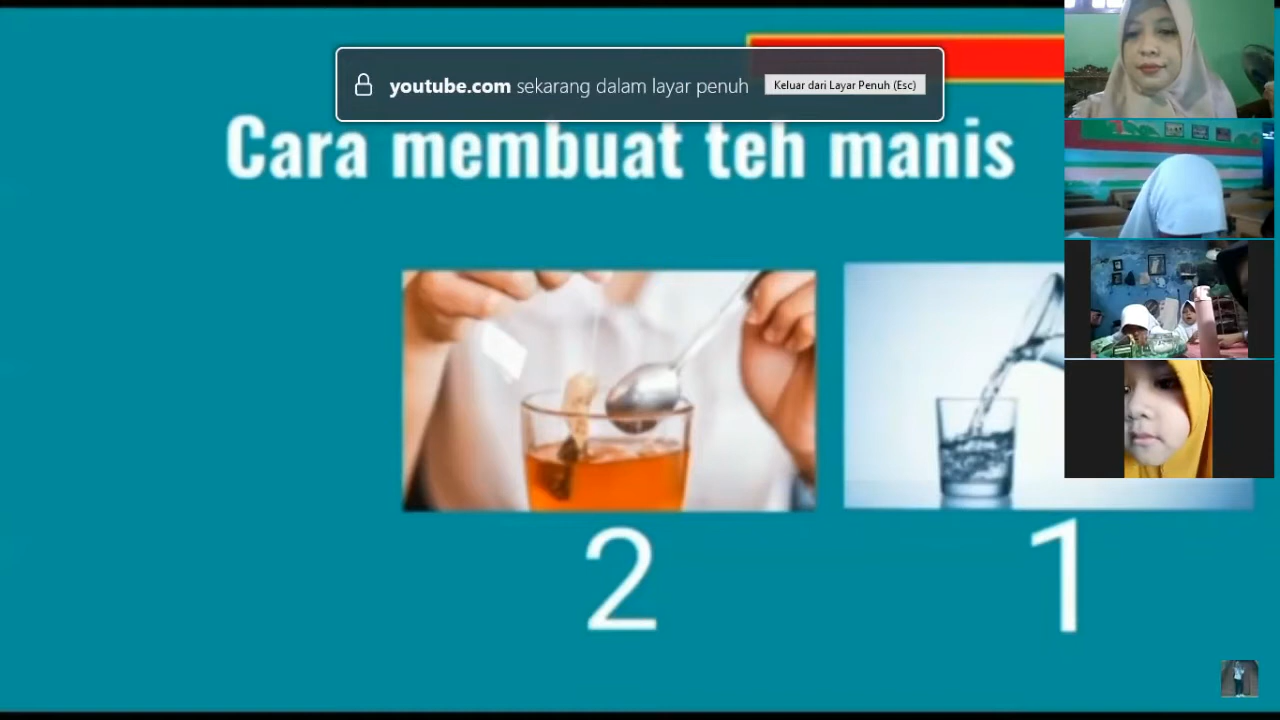 youtube.com sekarang dalam layar penuh Keluar dari Layar Penuh (Esc)
Cara membuat teh manis
2 1